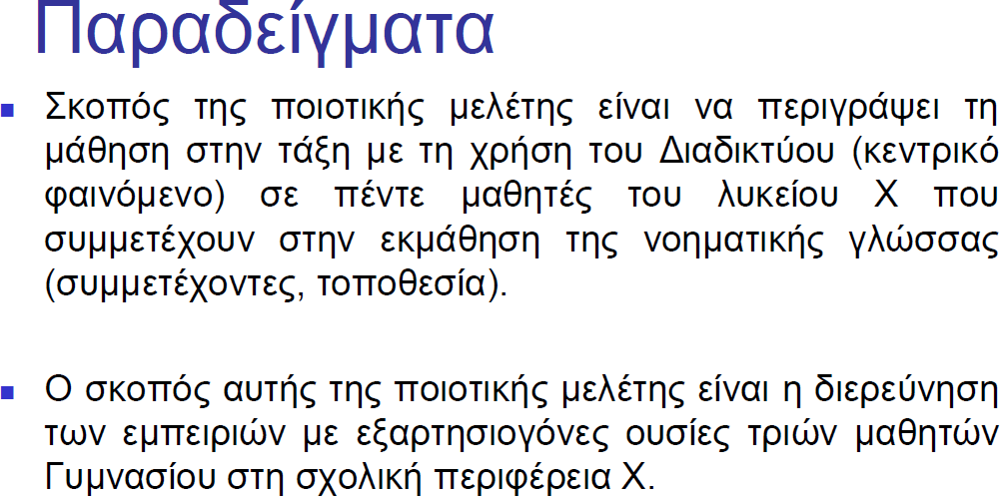 Παραδείγματα
▪ Σκοπός της ποιοτικής μελέτης είναι να περιγράψει τη
μάθηση στην τάξη με τη χρήση του Διαδικτύου (κεντρικό
φαινόμενο) σε πέντε μαθητές του λυκείου Χ που
συμμετέχουν στην εκμάθηση της νοηματικής γλώσσας
(συμμετέχοντες, τοποθεσία).
▪ Ο σκοπός αυτής της ποιοτικής μελέτης είναι η διερεύνηση
των εμπειριών με εξαρτησιογόνες ουσίες τριών μαθητών
Γυμνασίου στη σχολική περιφέρεια Χ.